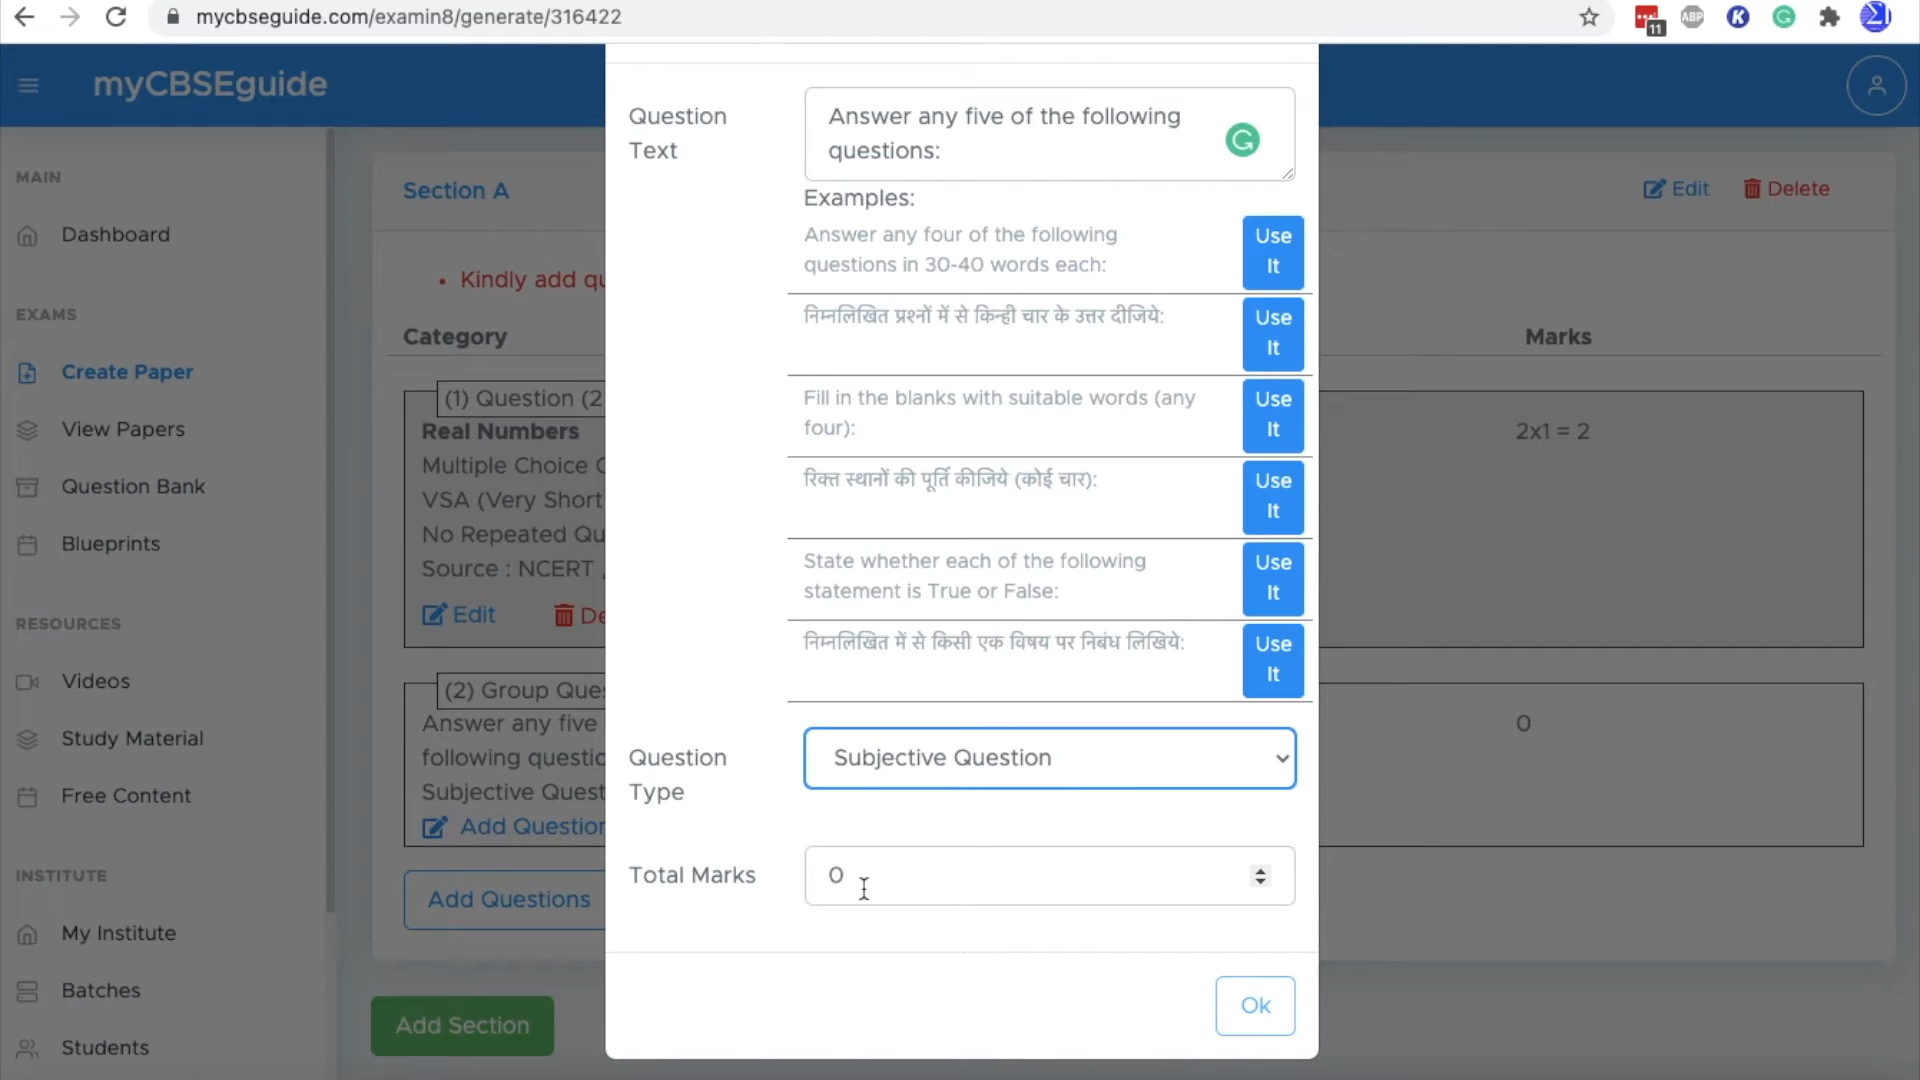 mycbseguide.com/examin8/generate/316422
11
ABP
K
myCBSEguide
MAIN
Dashboard
EXAMS
Create Paper
View Papers
Question Bank
Blueprints
RESOURCES
Videos
Study Material
Free Content
INSTITUTE
My Institute
Batches
Students
Section A
Edit
Delete
Kindly add qu
Category
Marks
(1) Question (2
Real Numbers
Multiple Choice
VSA (Very Short
No Repeated Qu
Source : NCERT ,
Edit
De
2x1 = 2
(2) Group Ques
Answer any five
following questio
Subjective Quest
Add Question
0
Add Questions
Add Section
Question
Text
Answer any five of the following
questions:
Examples:
Answer any four of the following
questions in 30-40 words each:
Use
It
निम्नलिखित प्रश्नों में से किन्ही चार के उत्तर दीजिये:
Use
It
Fill in the blanks with suitable words (any
four):
Use
It
रिक्त स्थानों की पूर्ति कीजिये (कोई चार):
Use
It
State whether each of the following
statement is True or False:
Use
It
निम्नलिखित में से किसी एक विषय पर निबंध लिखिये:
Use
It
Question
Type
Subjective Question
Total Marks
0
Ok